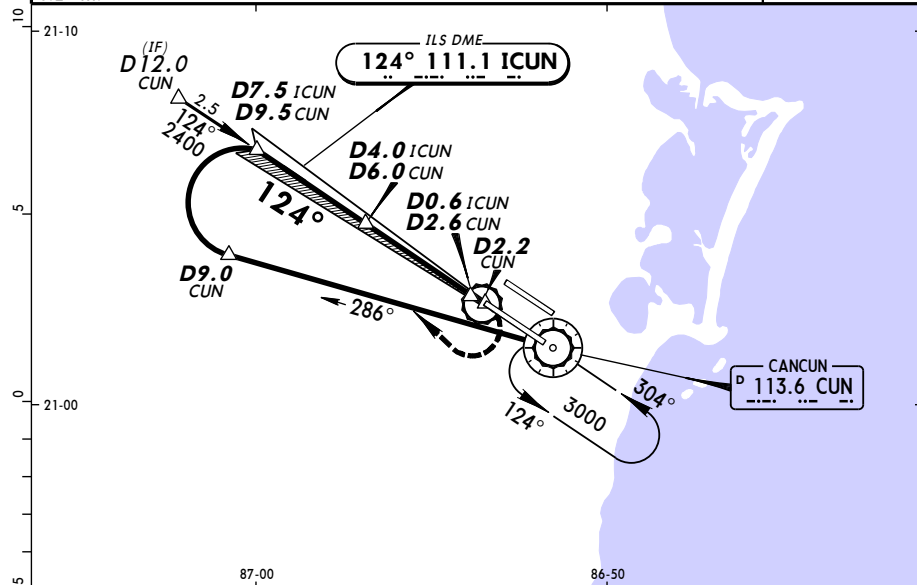 10
21-10
(IF)
D12.0
CUN
2.5
124°
2400
D7.5 ICUN
D9.5 CUN
ILS DME
124° 111.1 ICUN
D4.0 ICUN
D6.0 CUN
124°
D0.6 ICUN
D2.6 CUN
D2.2
CUN
5
D9.0
CUN
286°
CANCUN
D 113.6 CUN
0
21-00
124°
3000
304°
5
87-00
86-50